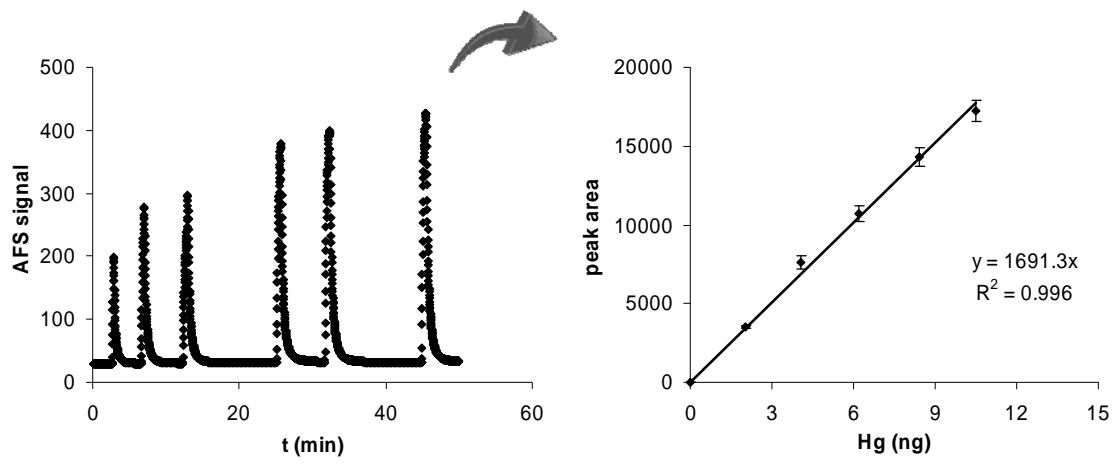 500
400
300
200
100
0
AFS signal
0 20 40 60
t (min)
20000
15000
10000
5000
0
peak area
y = 1691.3x
R² = 0.996
0 3 6 9 12 15
Hg (ng)